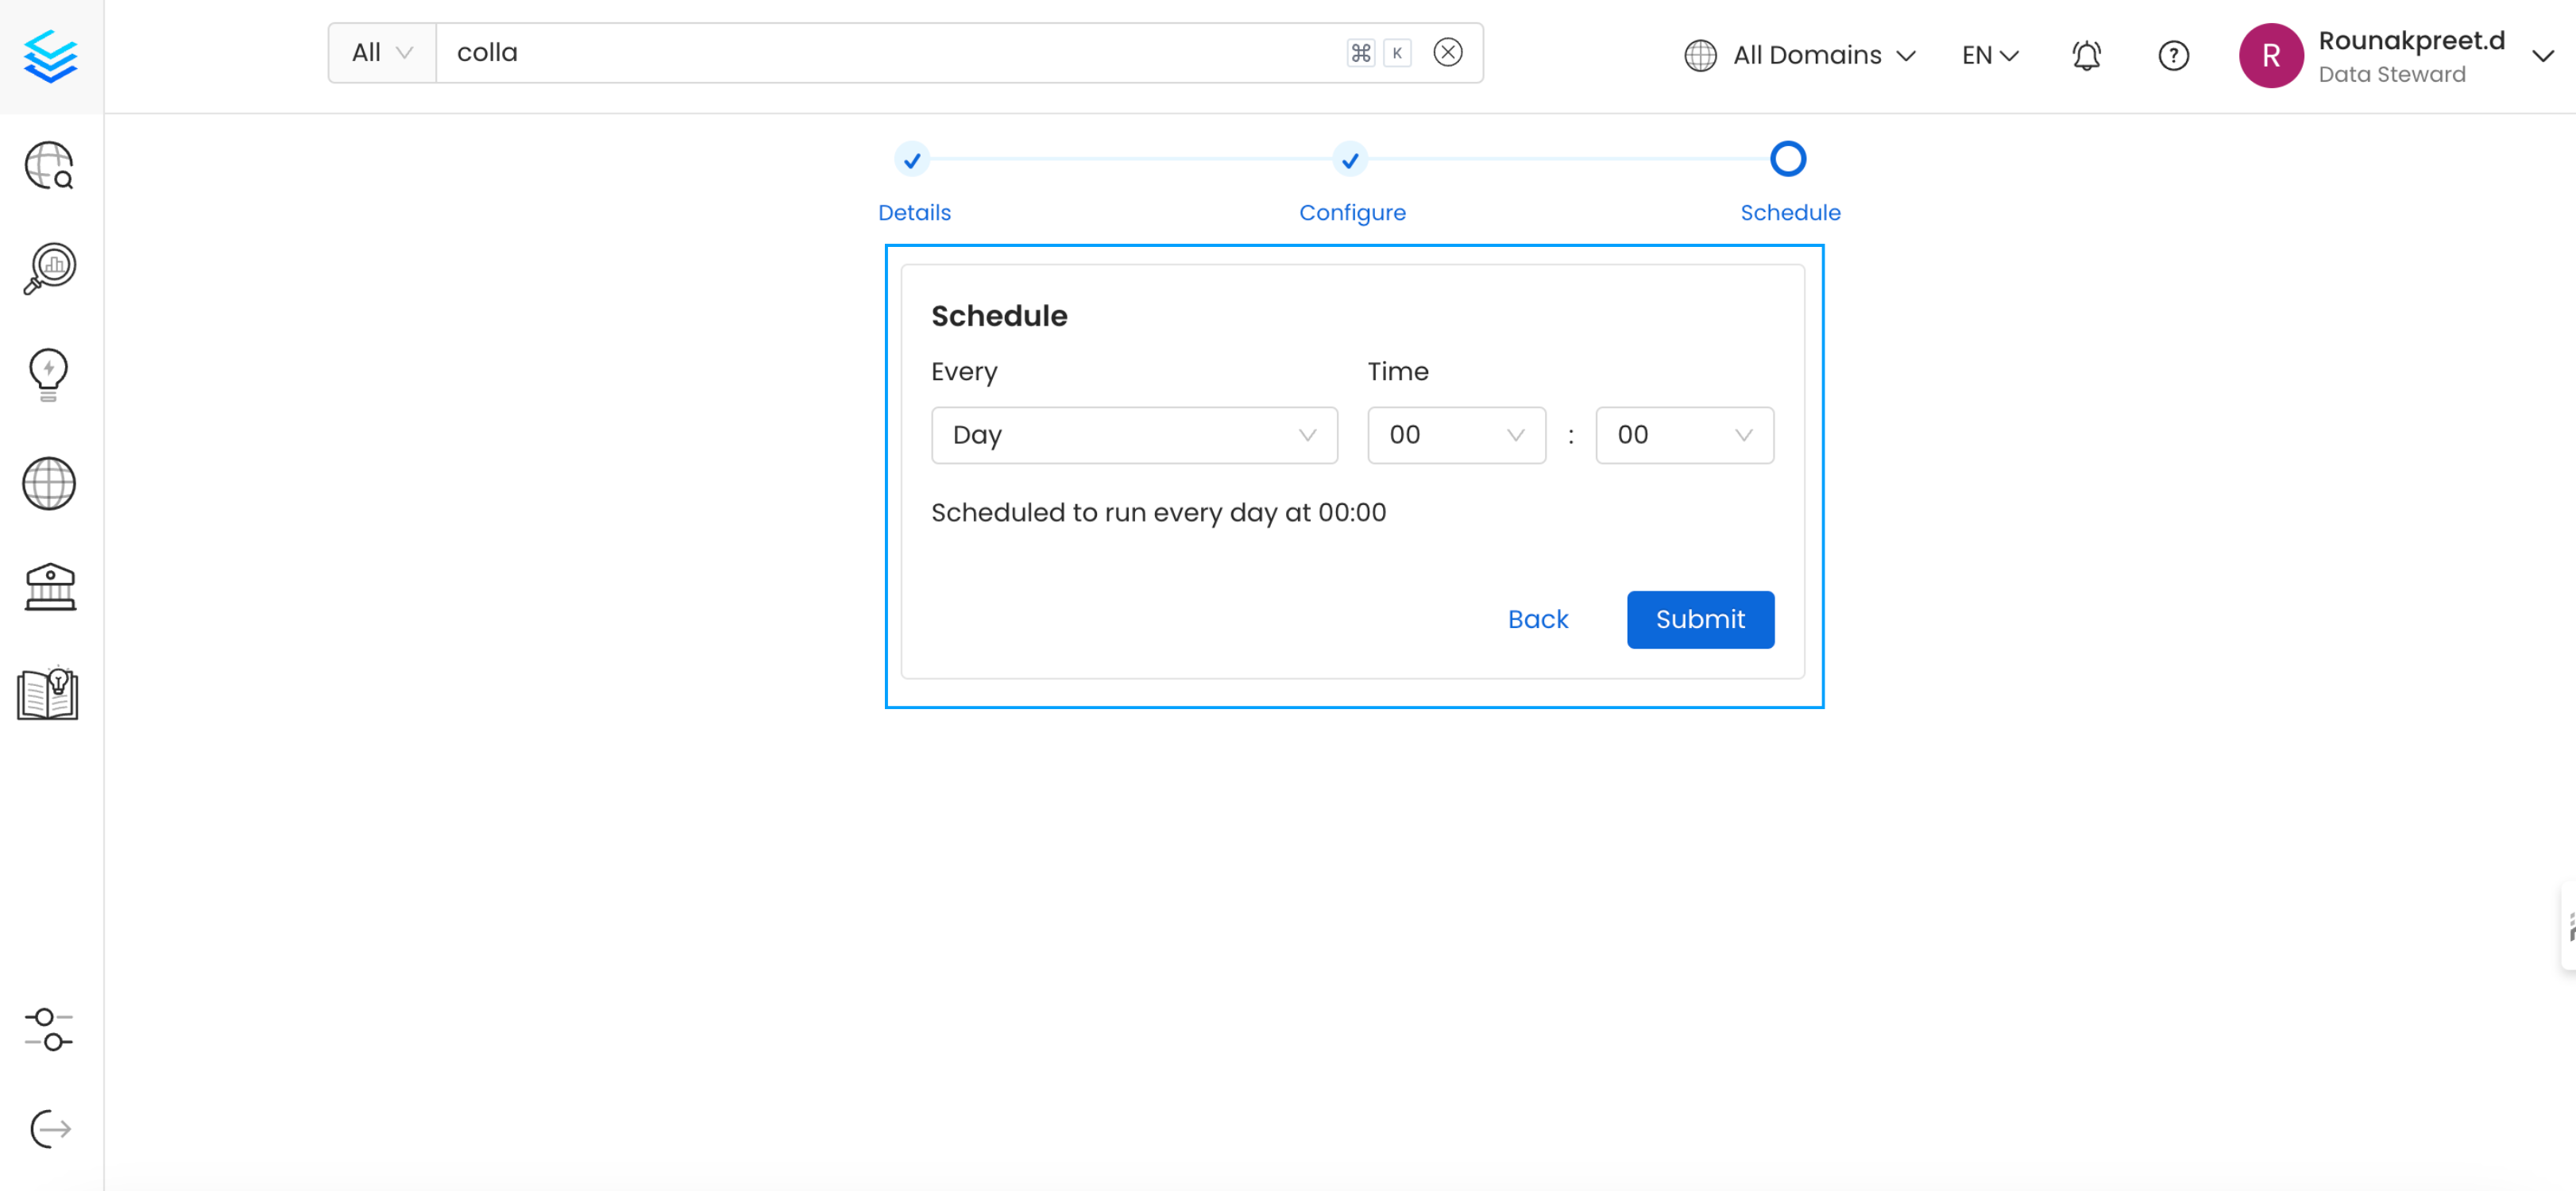 All
colla
⌘ K
All Domains
EN
R
Rounakpreet.d
Data Steward
Details
Configure
Schedule
Schedule
Every
Time
Day
00 : 00
Scheduled to run every day at 00:00
Back
Submit